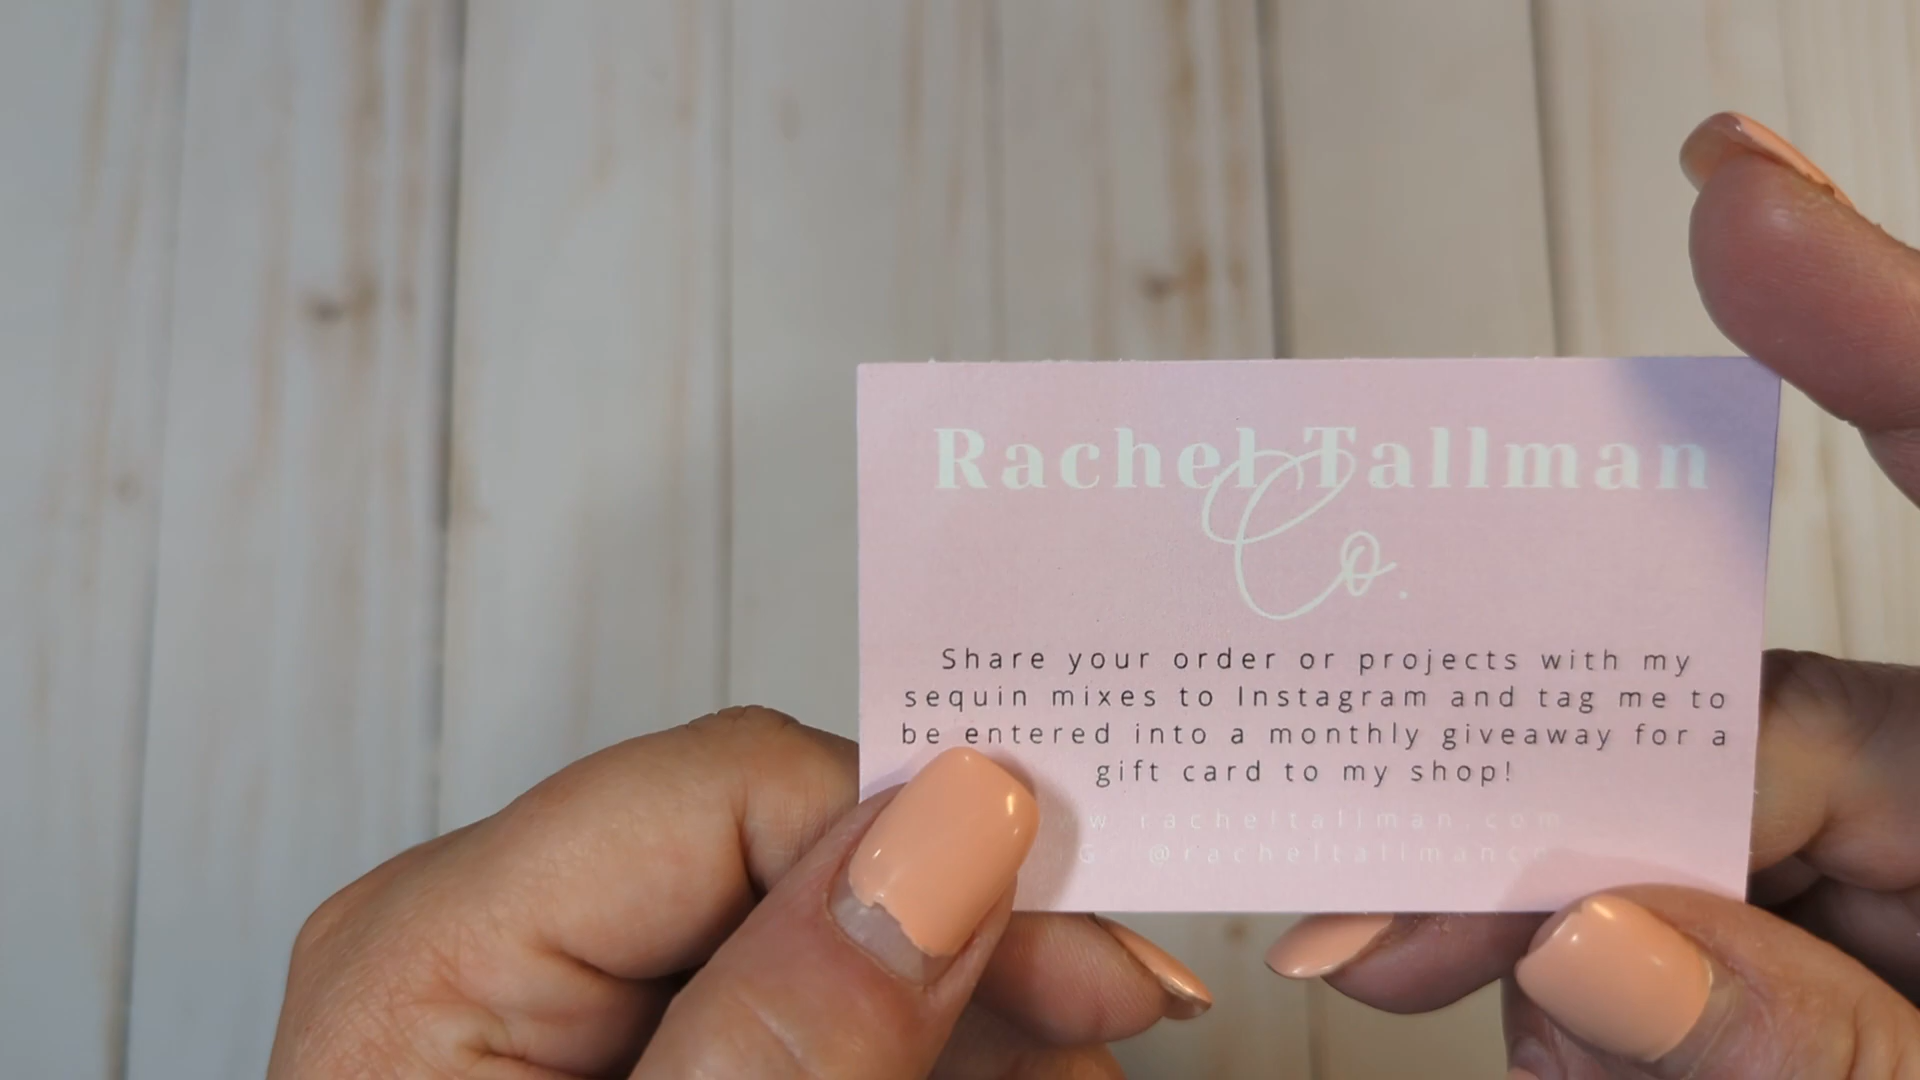 Rachel Tallman
Co.
Share your order or projects with my
sequin mixes to Instagram and tag me to
be entered into a monthly giveaway for a
gift card to my shop!
racheltallman.com
@racheltallmanco